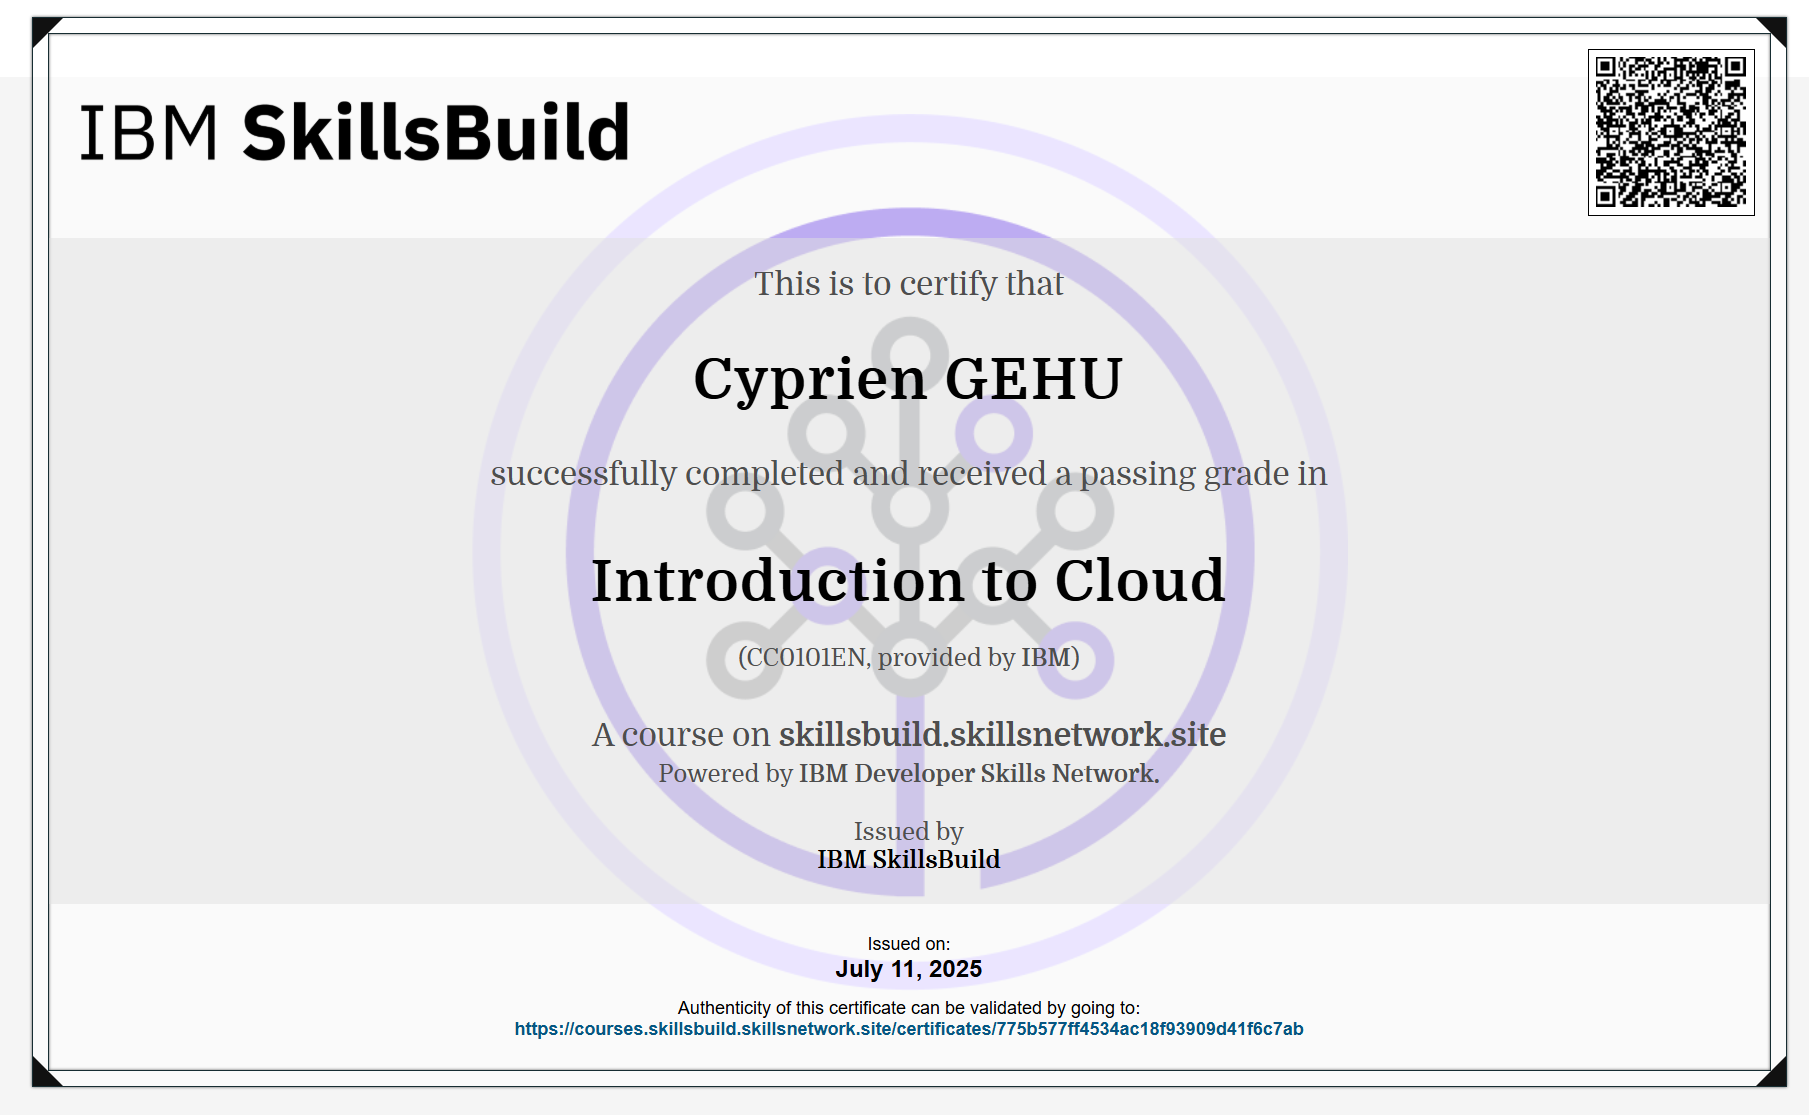 IBM SkillsBuild
This is to certify that
Cyprien GEHU
successfully completed and received a passing grade in
Introduction to Cloud
(CC0101EN, provided by IBM)
A course on skillsbuild.skillsnetwork.site
Powered by IBM Developer Skills Network.
Issued by
IBM SkillsBuild
Issued on:
July 11, 2025
Authenticity of this certificate can be validated by going to:
https://courses.skillsbuild.skillsnetwork.site/certificates/775b577ff4534ac18f93909d41f6c7ab